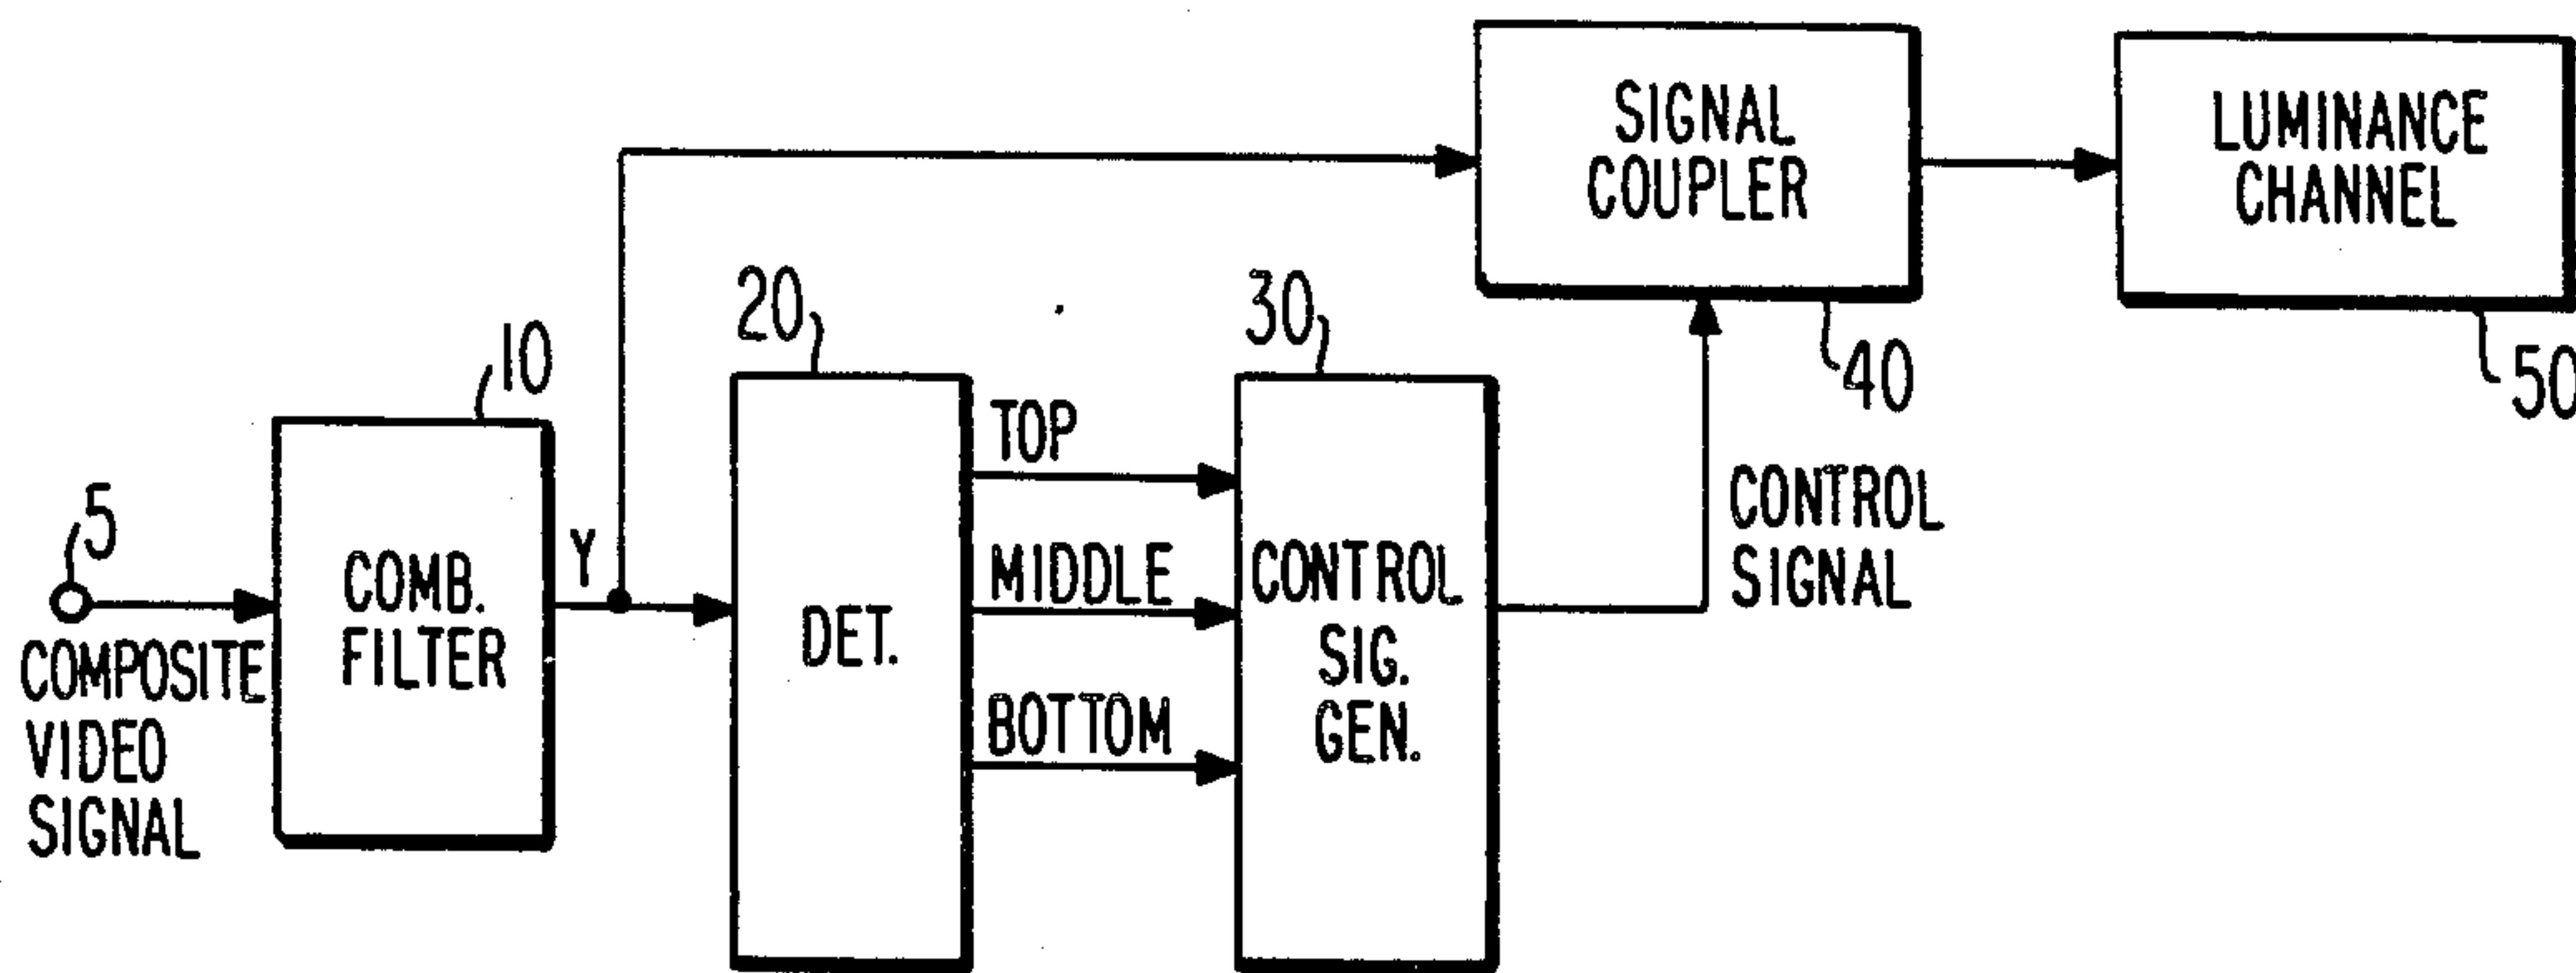 SIGNAL
COUPLER
LUMINANCE
CHANNEL
20
30
10
40
50
TOP
CONTROL
SIGNAL
5
Y
MIDDLE
COMB.
FILTER
DET.
CONTROL
SIG.
GEN.
COMPOSITE
VIDEO
SIGNAL
BOTTOM